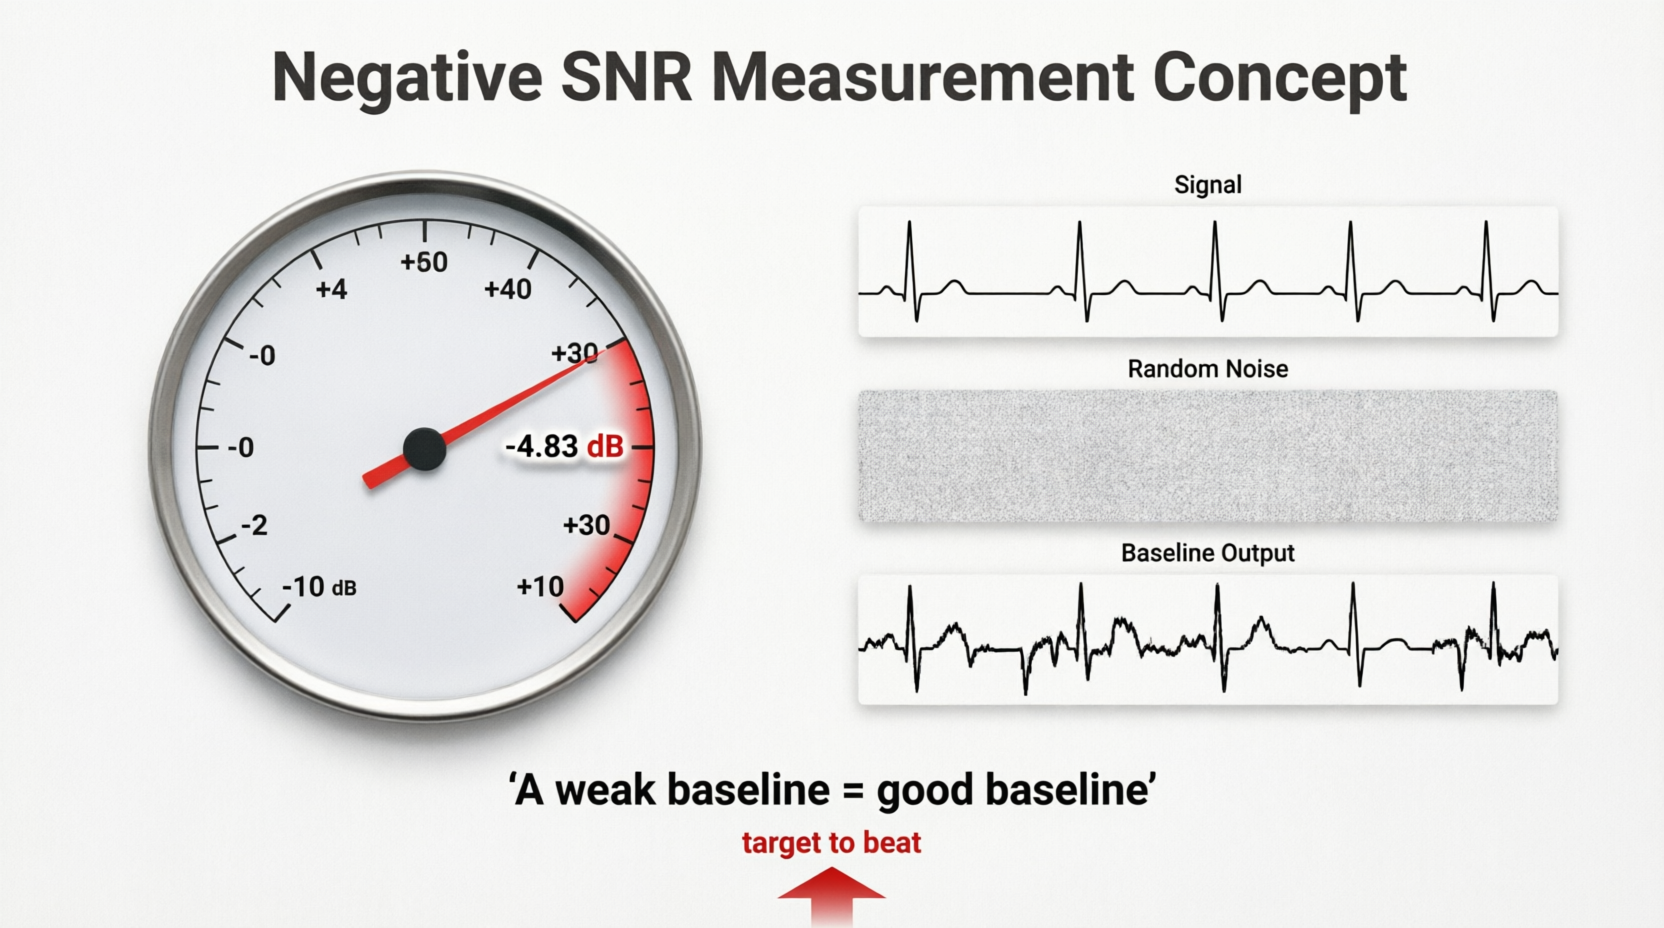 Negative SNR Measurement Concept
+50
+4
+40
-0
+30
-0
-4.83 dB
-2
+30
-10 dB
+10
Signal
Random Noise
Baseline Output
‘A weak baseline = good baseline’
target to beat